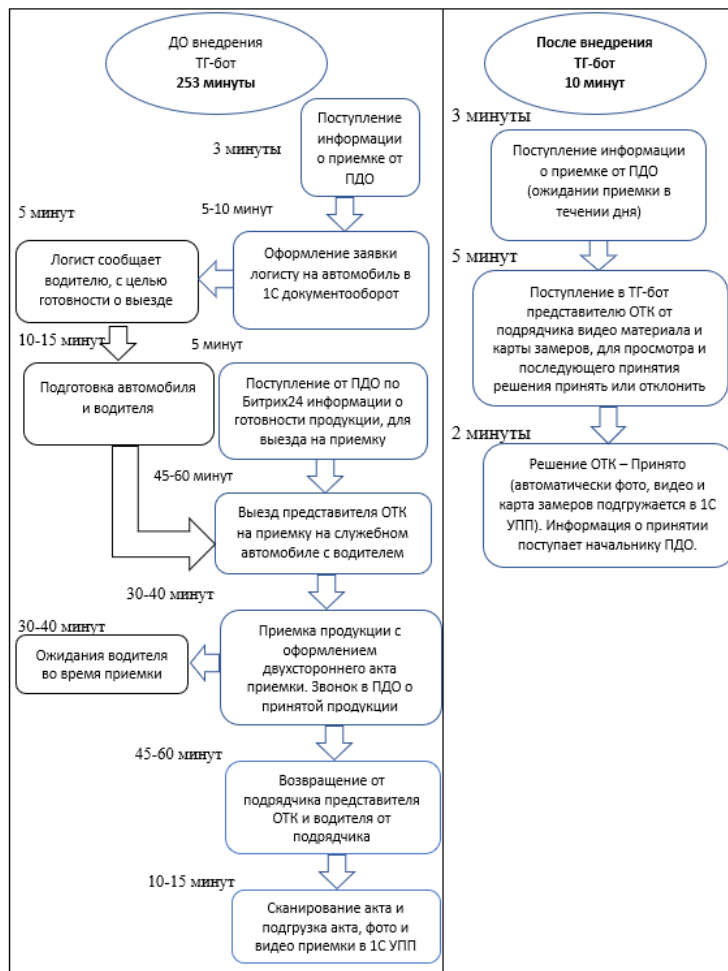 ДО внедрения
ТГ-бот
253 минуты
3 минуты
Поступление
информации
о приемке от
ПДО
5-10 минут
5 минут
Оформление заявки
логисту на автомобиль в
1С документооборот
Логист сообщает
водителю, с целью
готовности о выезде
10-15 минут
5 минут
Подготовка автомобиля
и водителя
Поступление от ПДО по
Битрих24 информации о
готовности продукции, для
выезда на приемку
45-60 минут
Выезд представителя ОТК
на приемку на служебном
автомобиле с водителем
30-40 минут
30-40 минут
Приемка продукции с
оформлением
двухстороннего акта
приемки. Звонок в ПДО о
принятой продукции
Ожидания водителя
во время приемки
45-60 минут
Возвращение от
подрядчика представителя
ОТК и водителя от
подрядчика
10-15 минут
Сканирование акта и
подгрузка акта, фото и
видео приемки в 1С УПП
После внедрения
ТГ-бот
10 минут
3 минуты
Поступление информации
о приемке от ПДО
(ожидании приемки в
течении дня)
5 минут
Поступление в ТГ-бот
представителю ОТК от
подрядчика видео материала и
карты замеров, для просмотра и
последующего принятия
решения принять или отклонить
2 минуты
Решение ОТК – Принято
(автоматически фото, видео и
карта замеров подгружается в 1С
УПП). Информация о принятии
поступает начальнику ПДО.